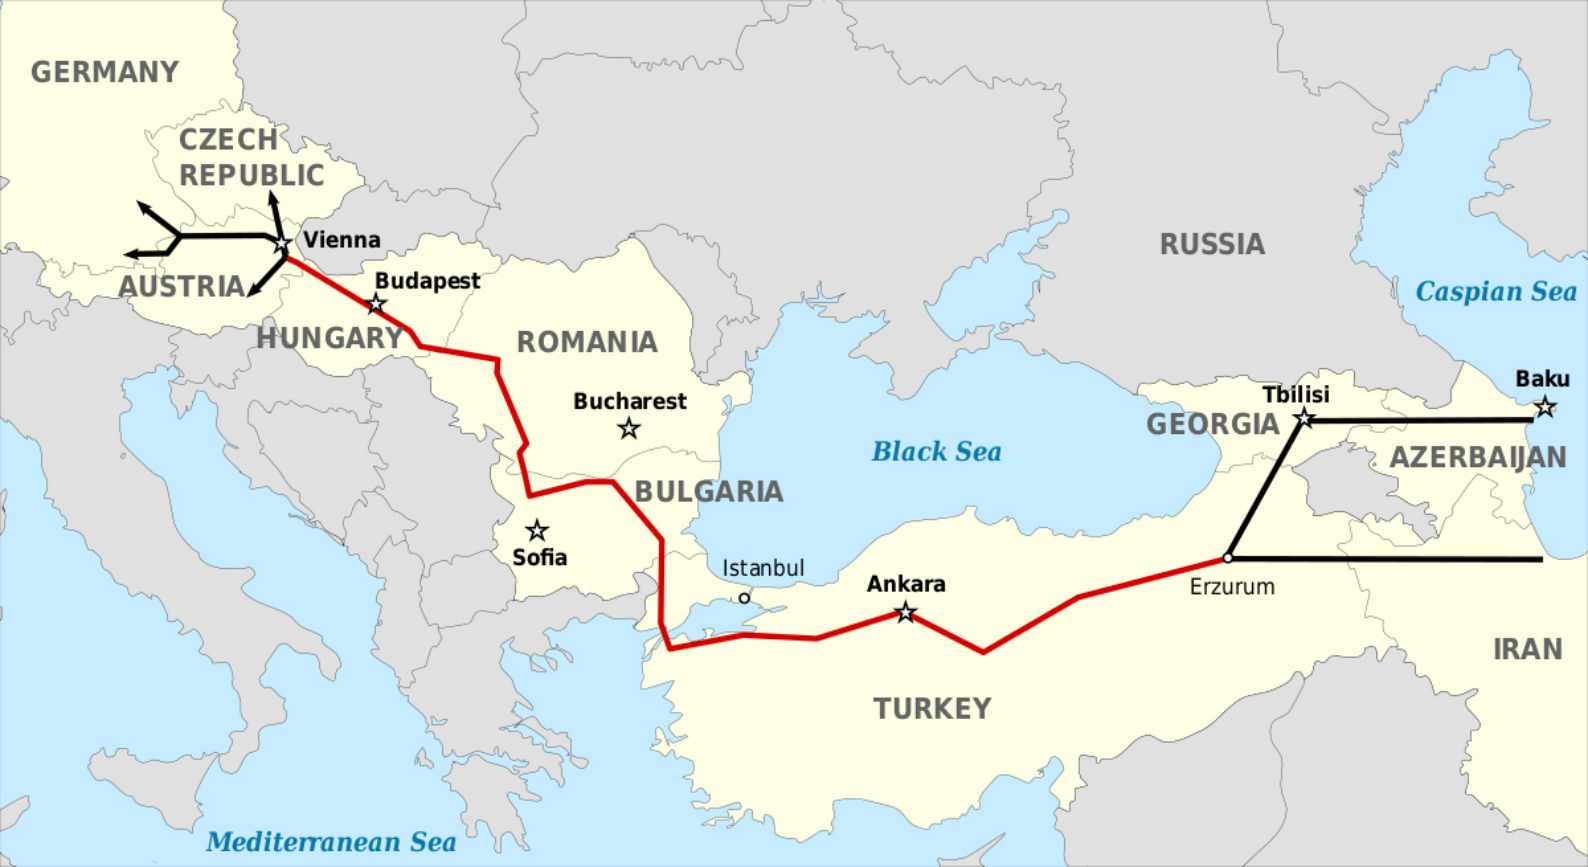 GERMANY
CZECH
REPUBLIC
Vienna
RUSSIA
AUSTRIA
Budapest
Caspian Sea
HUNGARY
ROMANIA
Baku
Tbilisi
Bucharest
GEORGIA
Black Sea
AZERBAIJAN
BULGARIA
Sofia
Istanbul
Ankara
Erzurum
IRAN
TURKEY
Mediterranean Sea